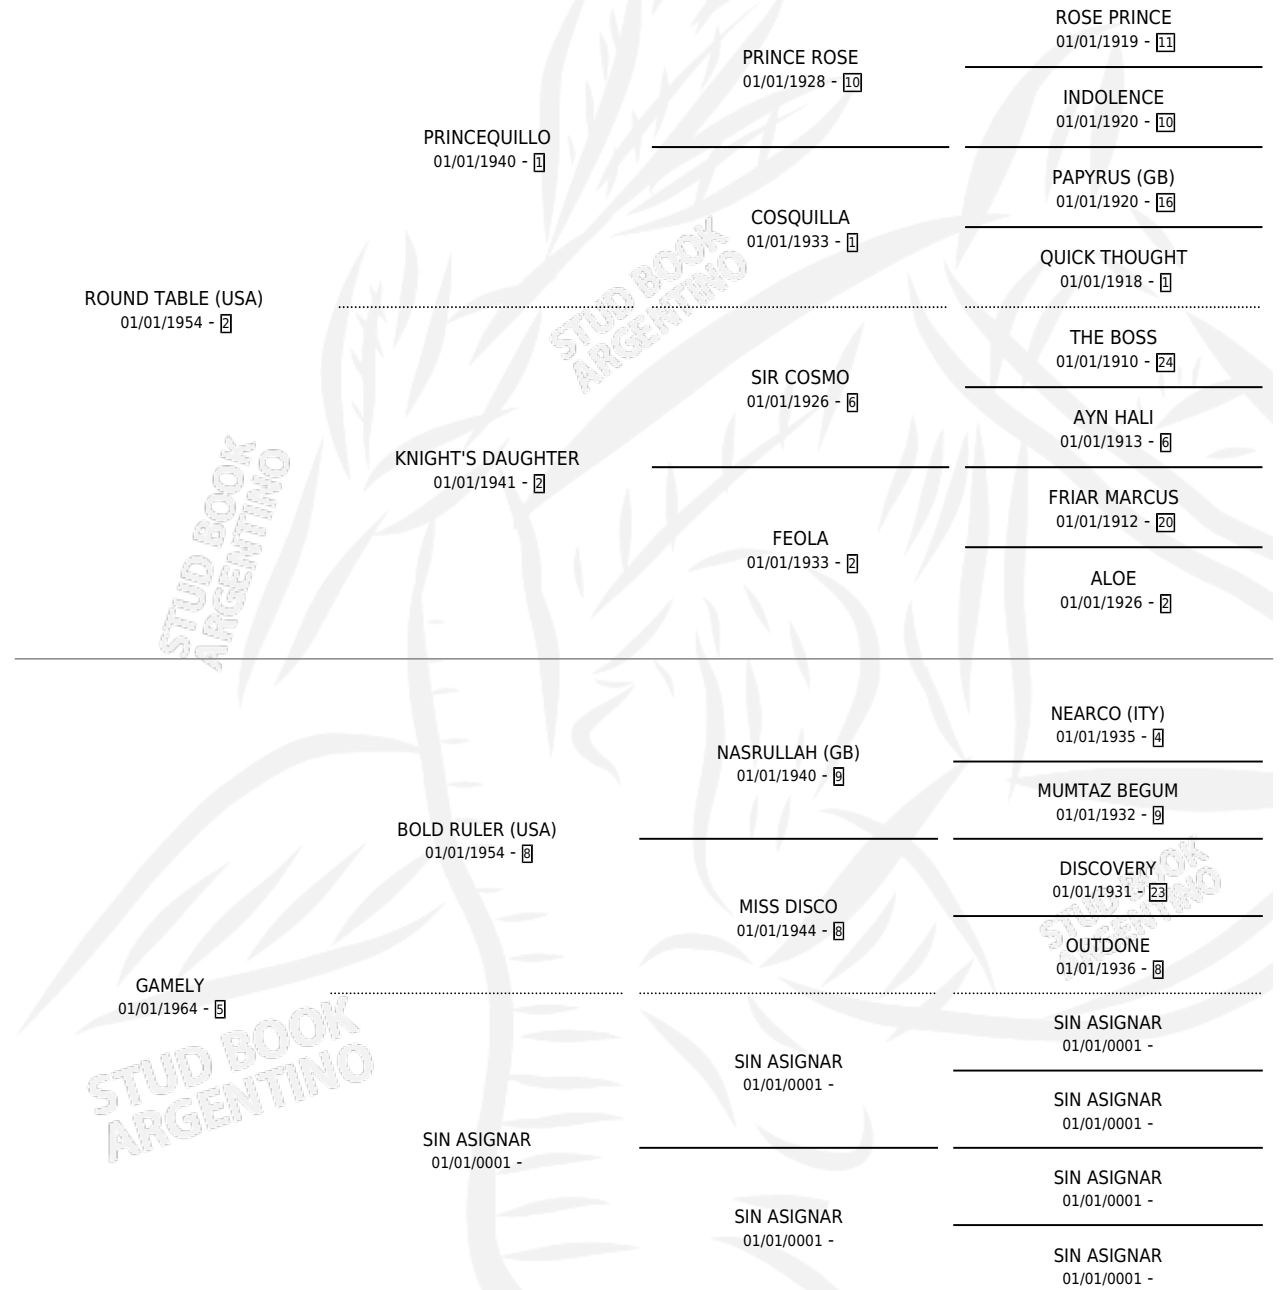 ROSE PRINCE
01/01/1919 - 11
PRINCE ROSE
01/01/1928 - 10
INDOLENCE
01/01/1920 - 10
PRINCEQUILLO
01/01/1940 - 1
PAPYRUS (GB)
01/01/1920 - 16
COSQUILLA
01/01/1933 - 1
QUICK THOUGHT
01/01/1918 - 1
ROUND TABLE (USA)
01/01/1954 - 2
STUD BOOK
ARGENTINO
THE BOSS
01/01/1910 - 24
SIR COSMO
01/01/1926 - 6
AYN HALI
01/01/1913 - 6
KNIGHT'S DAUGHTER
01/01/1941 - 2
FRIAR MARCUS
01/01/1912 - 20
FEOLA
01/01/1933 - 2
ALOE
01/01/1926 - 2
STUD BOOK
ARGENTINO
NEARCO (ITY)
01/01/1935 - 4
NASRULLAH (GB)
01/01/1940 - 9
MUMTAZ BEGUM
01/01/1932 - 9
BOLD RULER (USA)
01/01/1954 - 8
DISCOVERY
01/01/1931 - 23
MISS DISCO
01/01/1944 - 8
OUTDONE
01/01/1936 - 8
STUD BOOK
ARGENTINO
GAMELY
01/01/1964 - 5
SIN ASIGNAR
01/01/0001 -
SIN ASIGNAR
01/01/0001 -
SIN ASIGNAR
01/01/0001 -
STUD BOOK
ARGENTINO
SIN ASIGNAR
01/01/0001 -
SIN ASIGNAR
01/01/0001 -
SIN ASIGNAR
01/01/0001 -
SIN ASIGNAR
01/01/0001 -